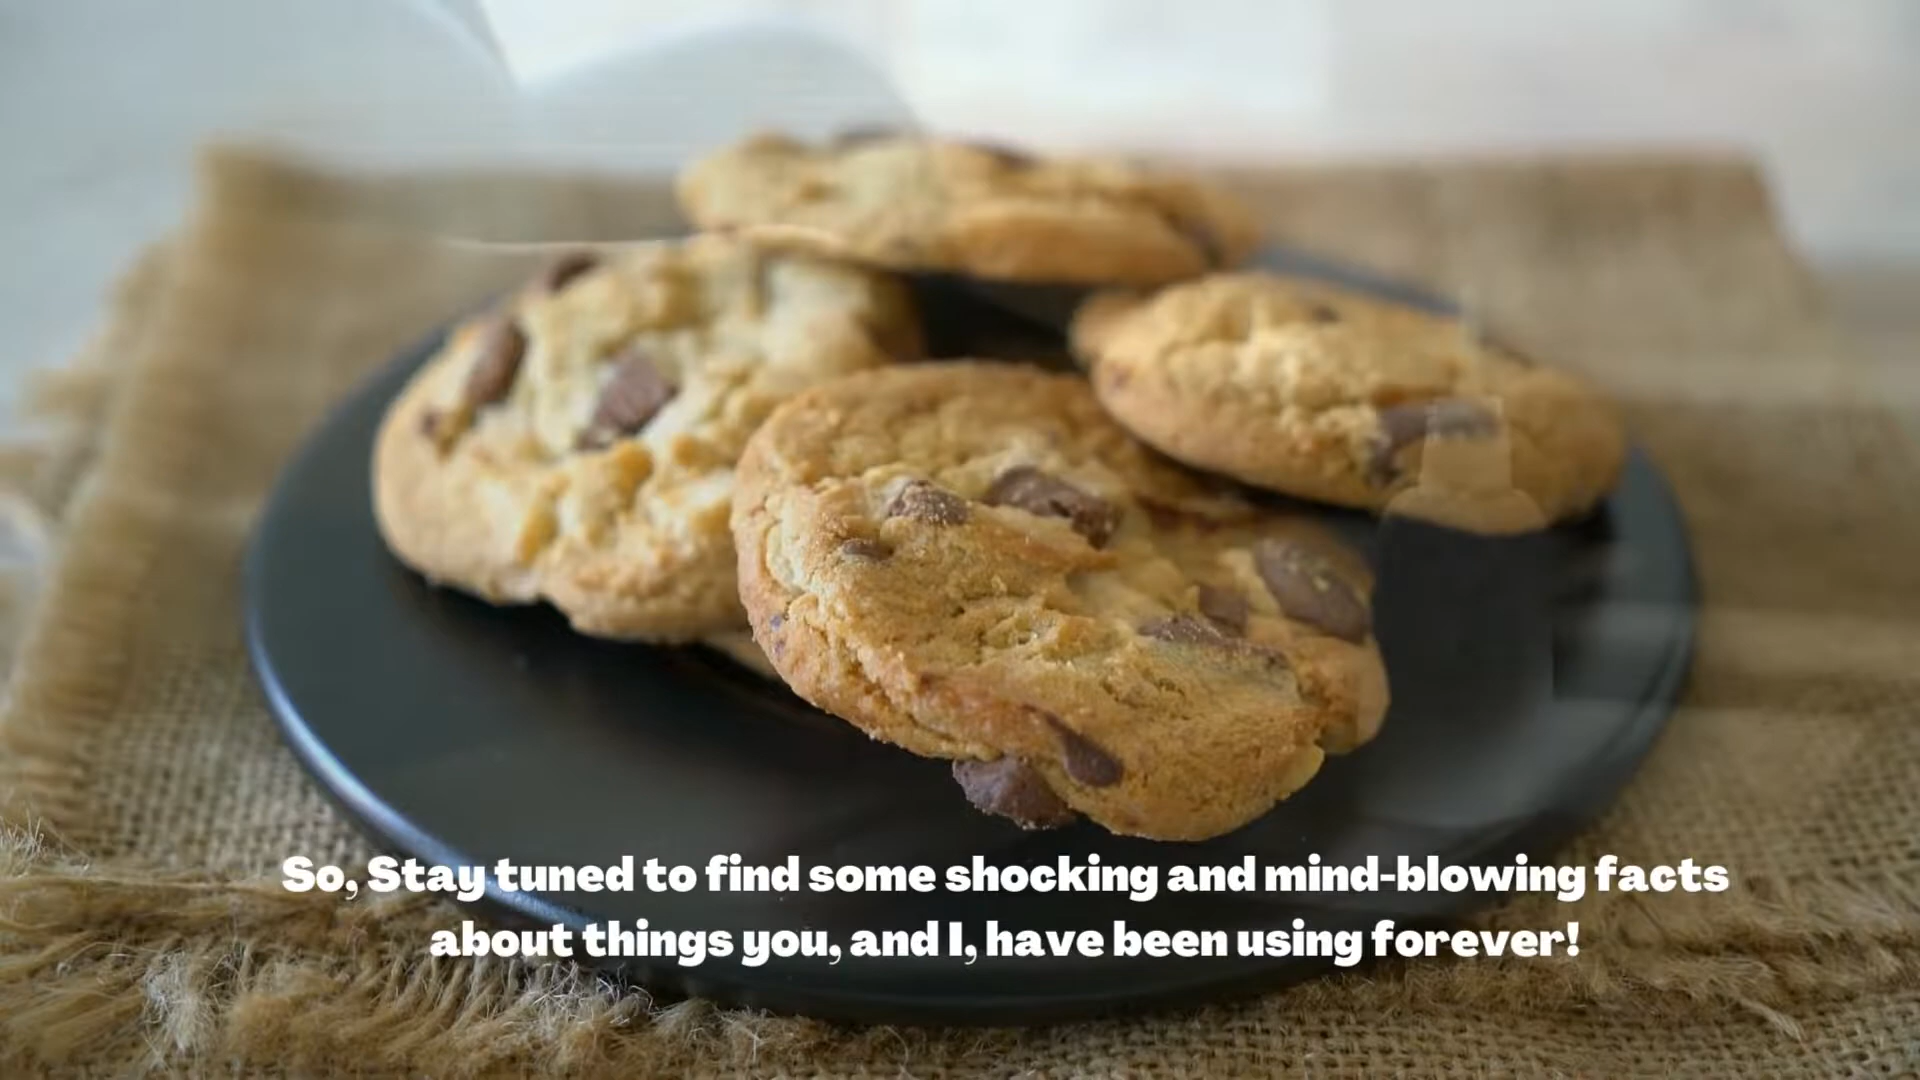 So, Stay tuned to find some shocking and mind-blowing facts
about things you, and I, have been using forever!